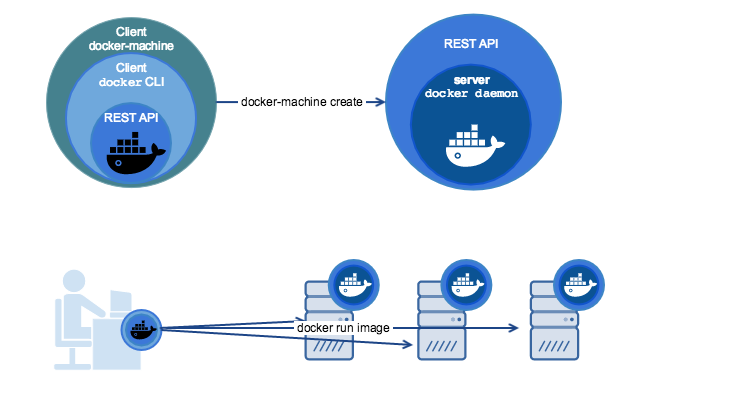 Client
docker-machine
Client
docker CLI
REST API
docker-machine create
REST API
server
docker daemon
docker run image